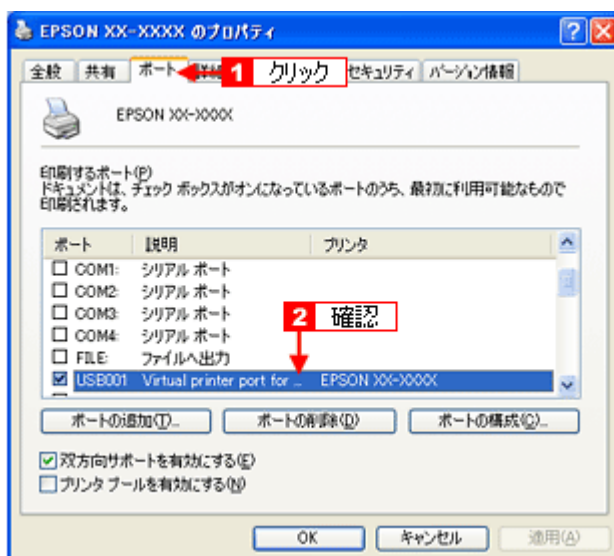 EPSON XX-XXXX のプロパティ
全般 共有 ポート 1 クリック セキュリティ バージョン情報
EPSON XX-XXXX
印刷するポート(P)
ドキュメントは、チェック ボックスがオンになっているポートのうち、最初に利用可能なもので
印刷されます。
ポート 説明 プリンタ
COM1: シリアル ポート
COM2: シリアル ポート
COM3: シリアル ポート
COM4: シリアル ポート
2 確認
FILE: ファイルへ出力
USB001 Virtual printer port for ... EPSON XX-XXXX
ポートの追加(T)... ポートの削除(D) ポートの構成(C)...
双方向サポートを有効にする(E)
プリンタ プールを有効にする(N)
OK キャンセル 適用(A)